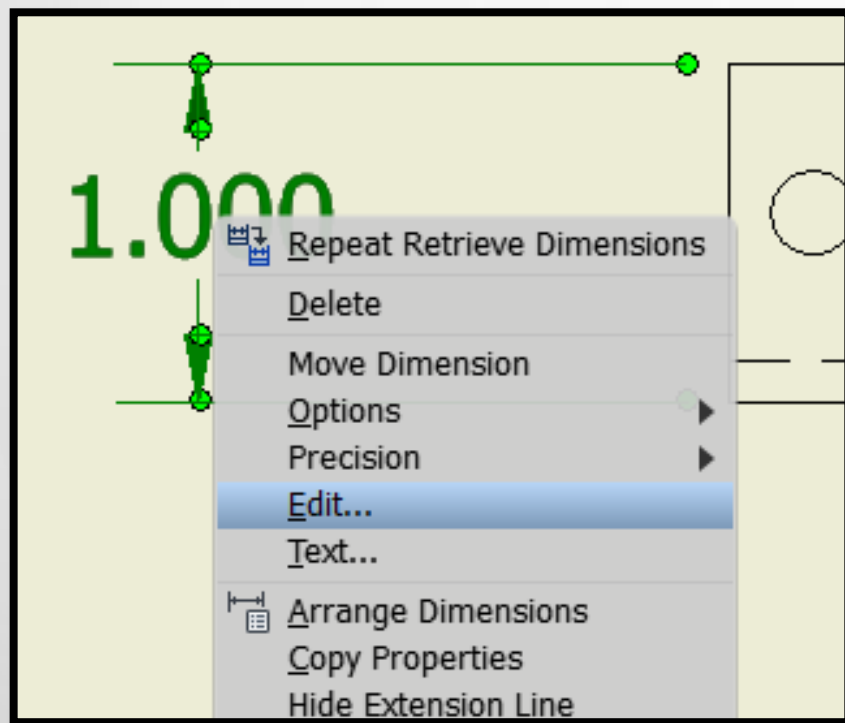 1.000
Repeat Retrieve Dimensions
Delete
Move Dimension
Options
Precision
Edit...
Text...
Arrange Dimensions
Copy Properties
Hide Extension Line